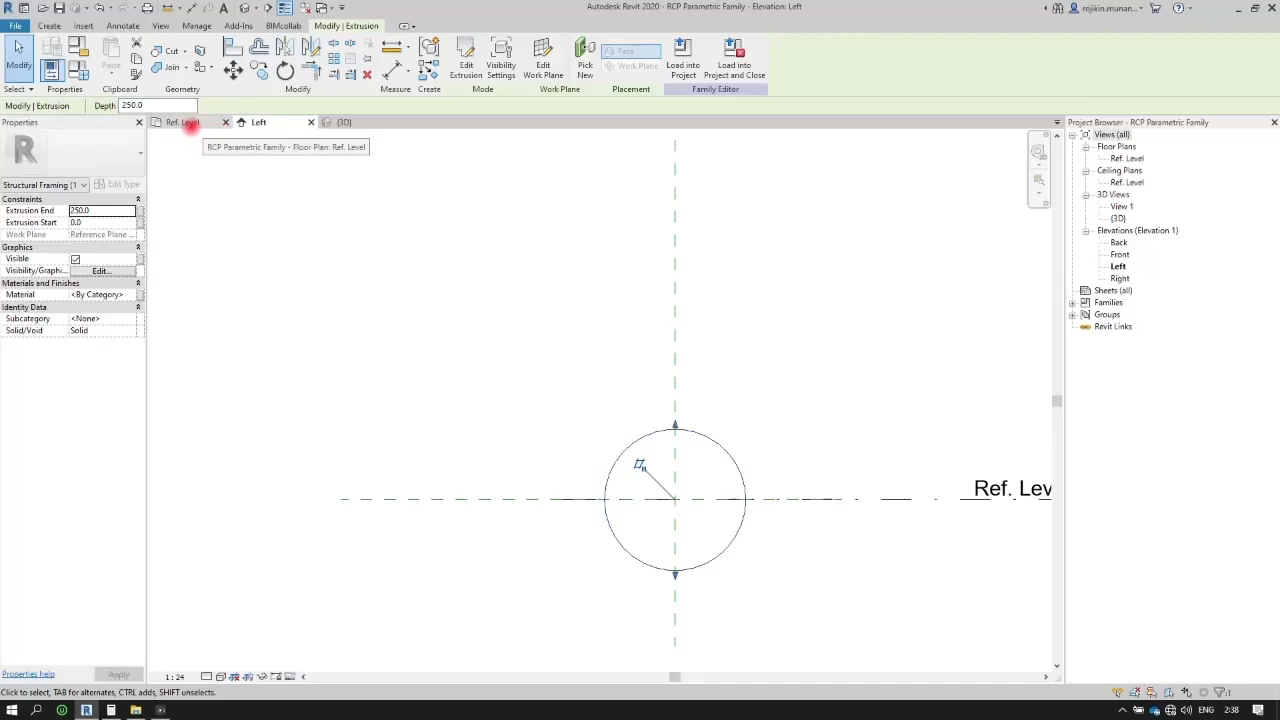 Autodesk Revit 2020 - RCP Parametric Family - Elevation: Left
rojikin.munan...
File Create Insert Annotate View Manage Add-Ins BIMcollab Modify | Extrusion
Modify
Paste
Cut
Join
Edit Extrusion
Visibility Settings
Edit Work Plane
Pick New
Face
Work Plane
Load into Project
Load into Project and Close
Select Properties Clipboard Geometry Modify Measure Create Mode Work Plane Placement Family Editor
Modify | Extrusion Depth 250.0
Properties
Ref. Level
Left
{3D}
Project Browser - RCP Parametric Family
RCP Parametric Family - Floor Plan: Ref. Level
R
Structural Framing (1
Edit Type
Constraints
Extrusion End 250.0
Extrusion Start 0.0
Work Plane Reference Plane ...
Graphics
Visible
Visibility/Graphi... Edit...
Materials and Finishes
Material <By Category>
Identity Data
Subcategory <None>
Solid/Void Solid
Views (all)
Floor Plans
Ref. Level
Ceiling Plans
Ref. Level
3D Views
View 1
{3D}
Elevations (Elevation 1)
Back
Front
Left
Right
Sheets (all)
Families
Groups
Revit Links
Ref. Lev
Properties help
Apply
1 : 24
Click to select, TAB for alternates, CTRL adds, SHIFT unselects.
:1
ENG 2:38